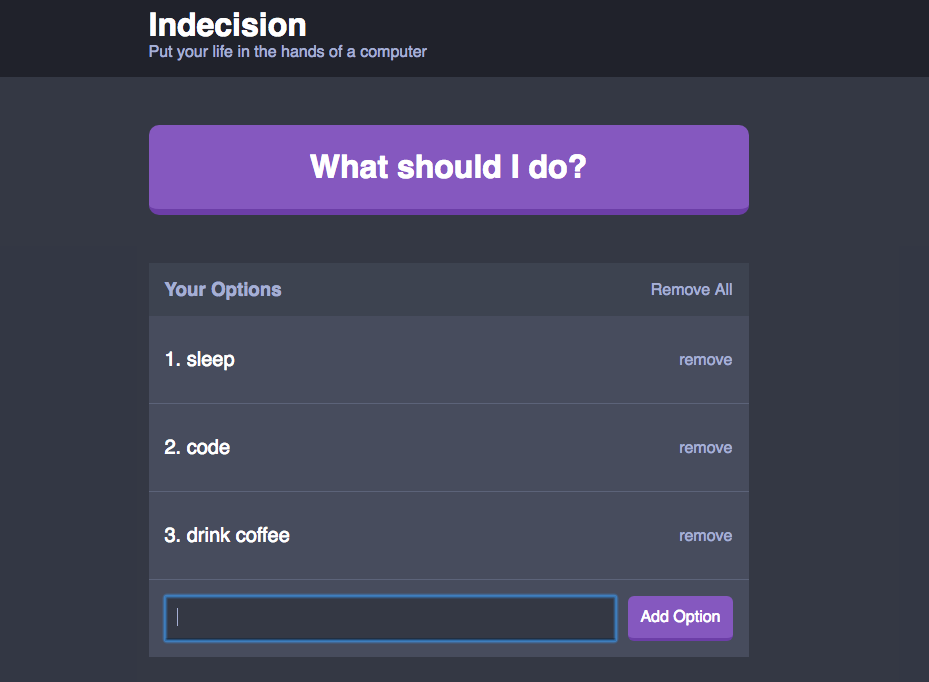 Indecision
Put your life in the hands of a computer
What should I do?
Your Options
Remove All
1. sleep
remove
2. code
remove
3. drink coffee
remove
Add Option